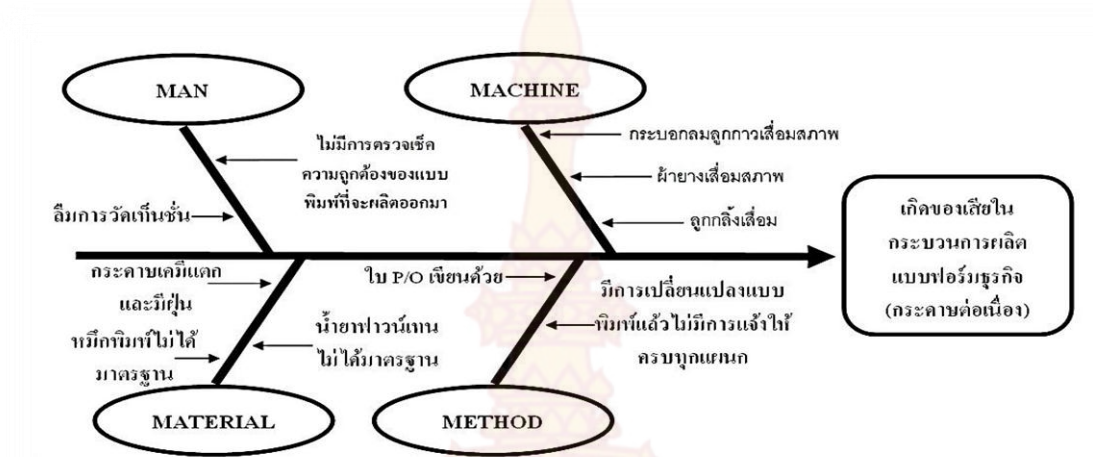 MAN
MACHINE
ไม่มีการตรวจเช็ค
ความถูกต้องของแบบ
พิมพ์ที่จะผลิตออกมา
ลืมการวัดเท็นชั่น
กระบอกลมลูกกาวเสื่อมสภาพ
ผ้ายางเสื่อมสภาพ
ลูกกลิ้งเสื่อม
เกิดของเสียใน
กระบวนการผลิต
แบบฟอร์มธุรกิจ
(กระดาษต่อเนื่อง)
กระดาบเคมีแตก
และมีฝุ่น
หมึกพิมพ์ไม่ได้
มาตรฐาน
น้ำยาฟาวน์เทน
ไม่ได้มาตรฐาน
ใบ P/O เขียนด้วย
มีการเปลี่ยนแปลงแบบ
พิมพ์แล้วไม่มีการแจ้งให้
ครบทุกแผนก
MATERIAL
METHOD